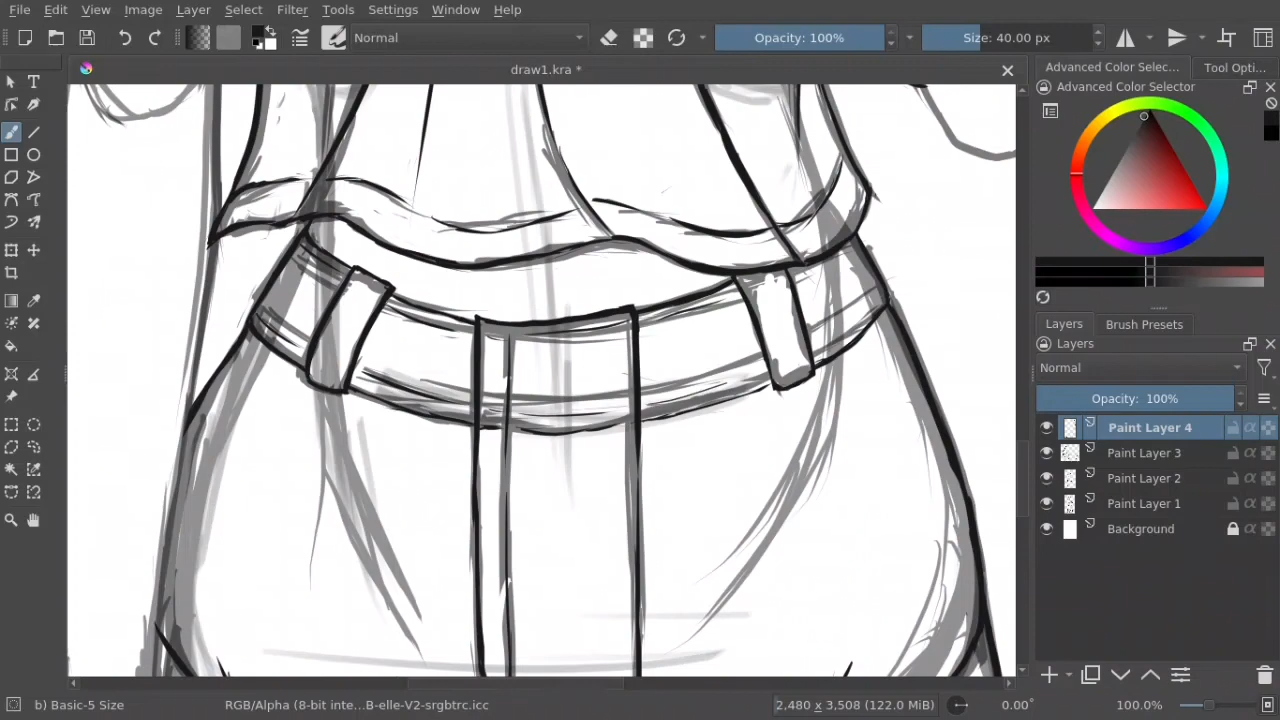 File Edit View Layer Select Filter Tools Settings Window Help
Normal Opacity: 100% Size: 40.00 px
draw1.kra *
Advanced Color Selec... Tool Opti...
Advanced Color Selector
Layers Brush Presets
Layers
Normal
Opacity: 100%
Paint Layer 4
Paint Layer 3
Paint Layer 2
Paint Layer 1
Background
b) Basic-5 Size RGB/Alpha (8-bit inte...B-elle-V2-srgbtrc.icc 2,480 x 3,508 (122.0 MiB) 0.00° 100.0%